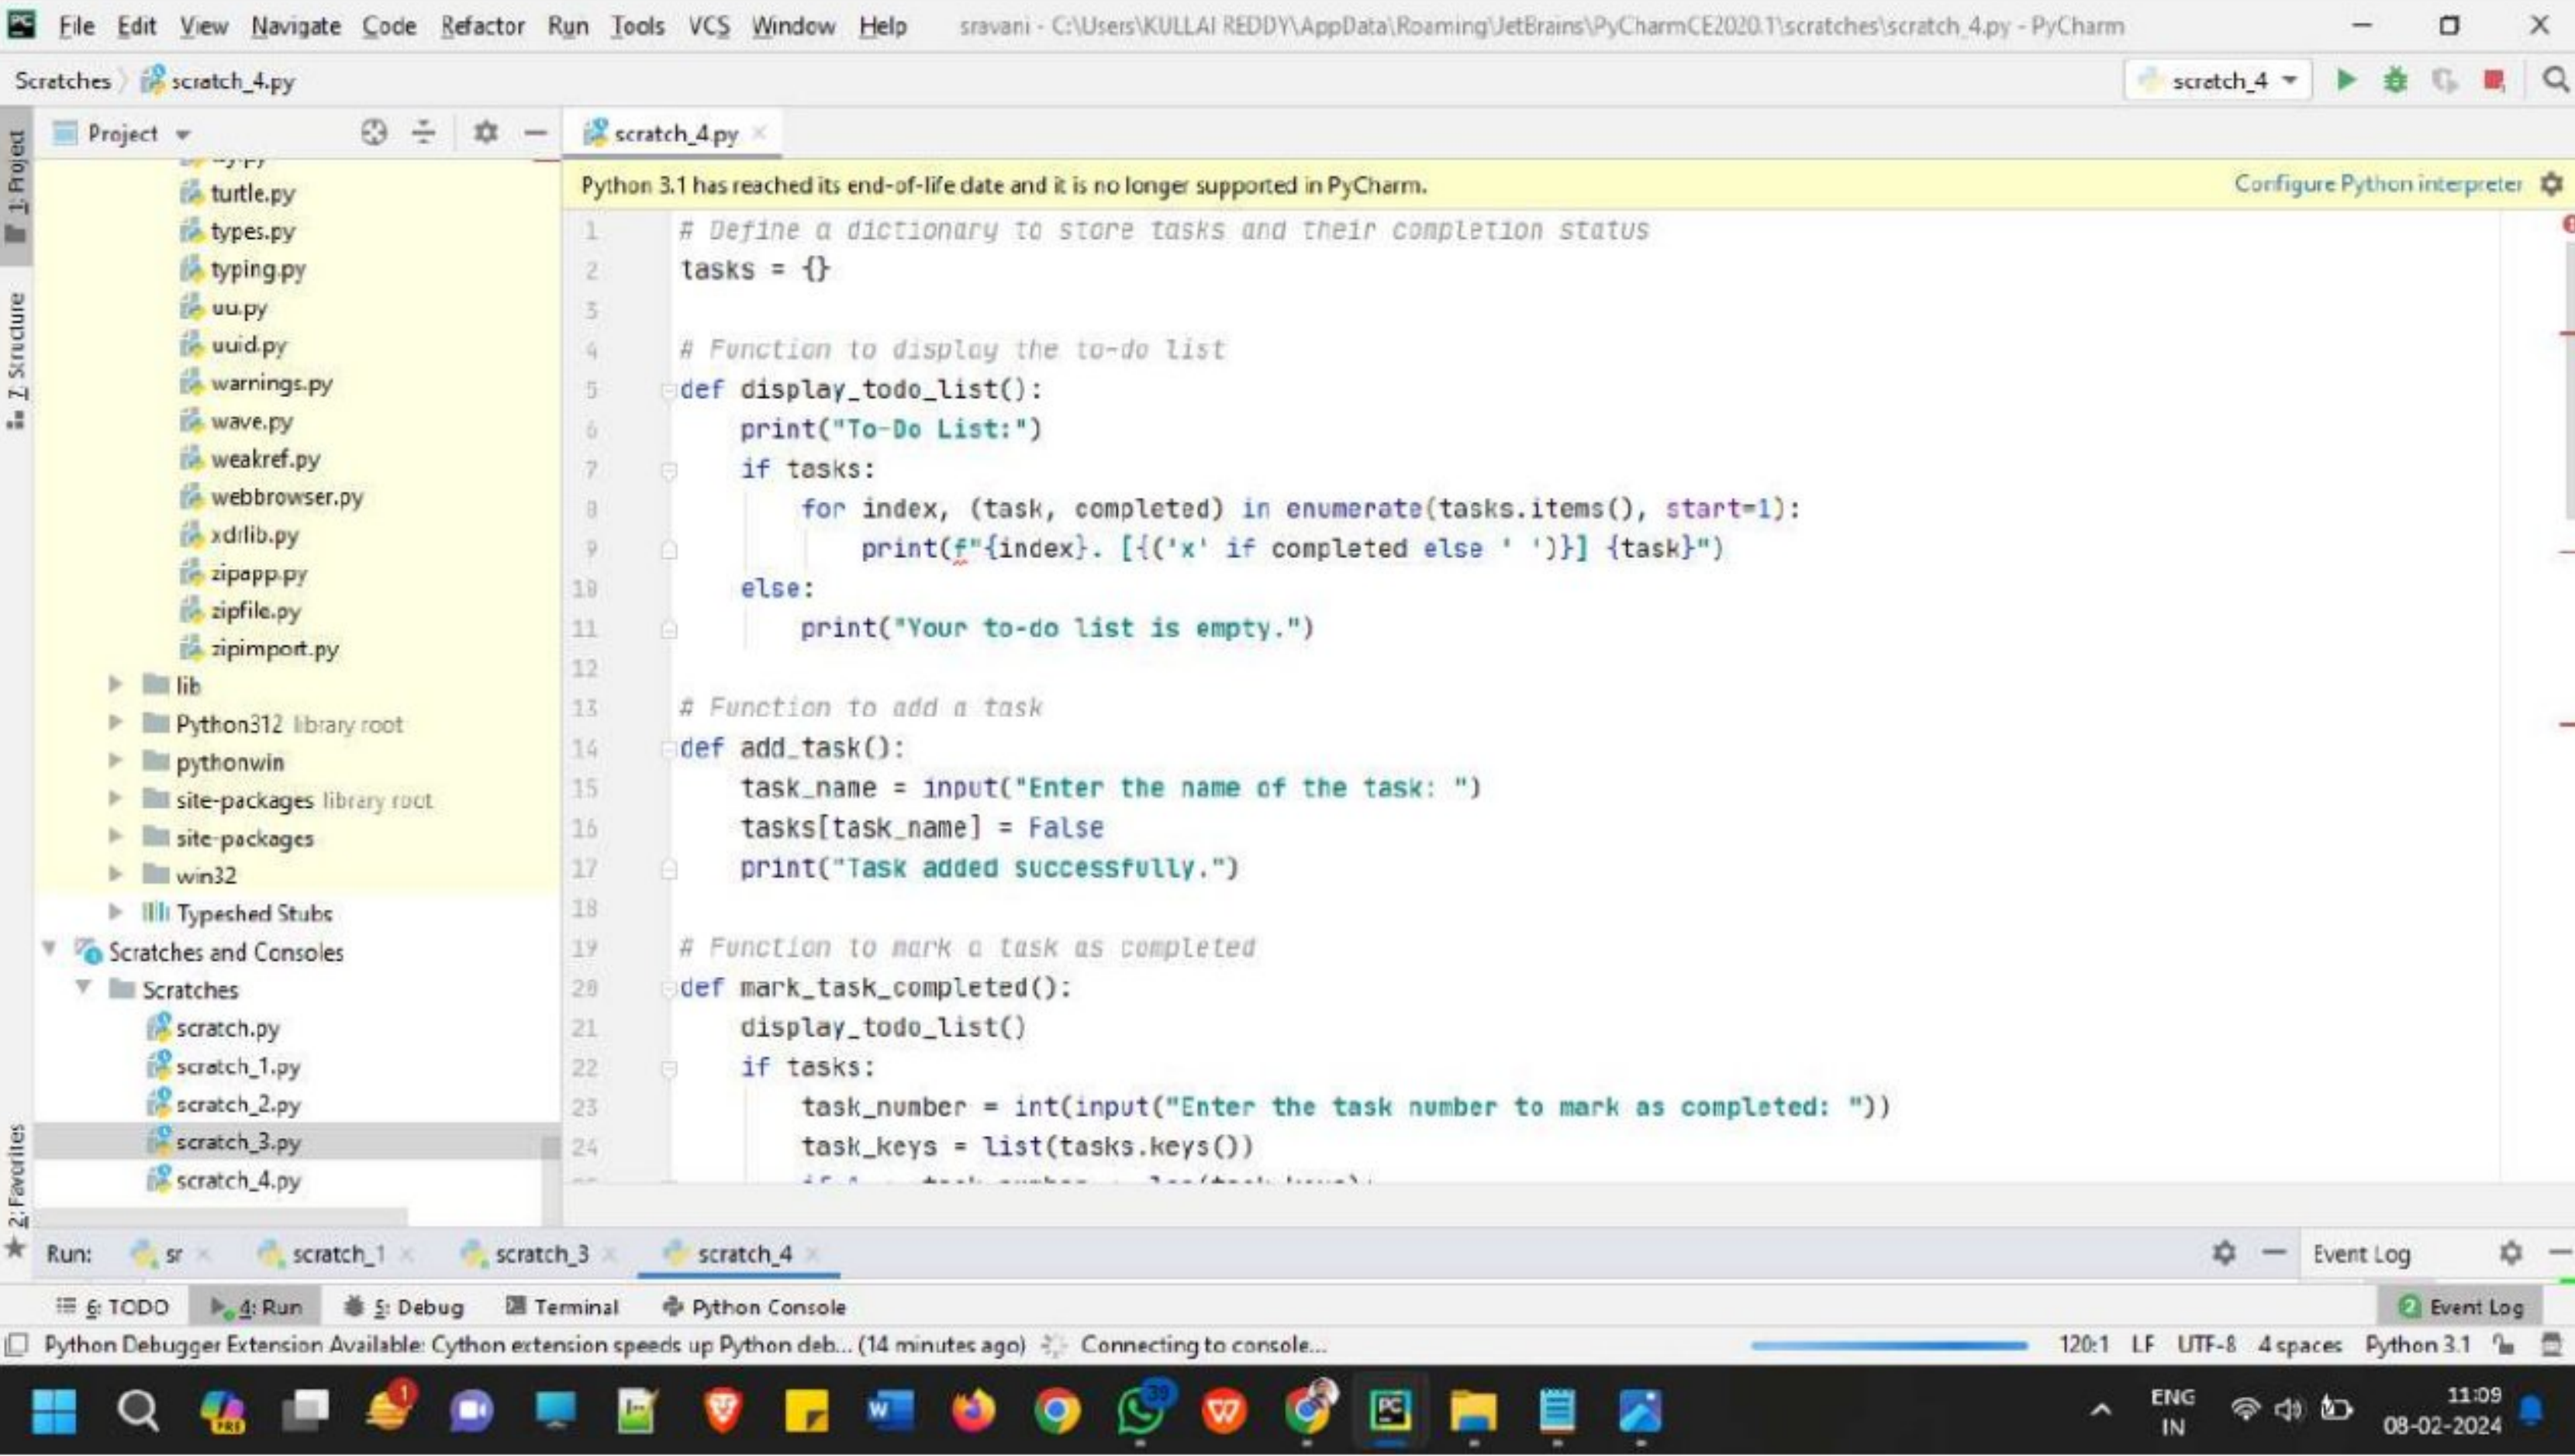 File Edit View Navigate Code Refactor Run Tools VCS Window Help sravani - C:\Users\KULLAI REDDY\AppData\Roaming\JetBrains\PyCharmCE2020.1\scratches\scratch_4.py - PyCharm
Scratches scratch_4.py scratch_4
1: Project
7: Structure
2: Favorites
Project
turtle.py
types.py
typing.py
uu.py
uuid.py
warnings.py
wave.py
weakref.py
webbrowser.py
xdrlib.py
zipapp.py
zipfile.py
zipimport.py
lib
Python312 library root
pythonwin
site-packages library root
site-packages
win32
Typeshed Stubs
Scratches and Consoles
Scratches
scratch.py
scratch_1.py
scratch_2.py
scratch_3.py
scratch_4.py
scratch_4.py
Python 3.1 has reached its end-of-life date and it is no longer supported in PyCharm. Configure Python interpreter
1 # Define a dictionary to store tasks and their completion status
2 tasks = {}
3
4 # Function to display the to-do list
5 def display_todo_list():
6 print("To-Do List:")
7 if tasks:
8 for index, (task, completed) in enumerate(tasks.items(), start=1):
9 print(f"{index}. [{('x' if completed else ' ')}] {task}")
10 else:
11 print("Your to-do list is empty.")
12
13 # Function to add a task
14 def add_task():
15 task_name = input("Enter the name of the task: ")
16 tasks[task_name] = False
17 print("Task added successfully.")
18
19 # Function to mark a task as completed
20 def mark_task_completed():
21 display_todo_list()
22 if tasks:
23 task_number = int(input("Enter the task number to mark as completed: "))
24 task_keys = list(tasks.keys())
Run: sr scratch_1 scratch_3 scratch_4 Event Log
6: TODO 4: Run 5: Debug Terminal Python Console 2 Event Log
Python Debugger Extension Available: Cython extension speeds up Python deb... (14 minutes ago) Connecting to console... 120:1 LF UTF-8 4 spaces Python 3.1
PRE 1 39 W PC ENG IN 11:09 08-02-2024